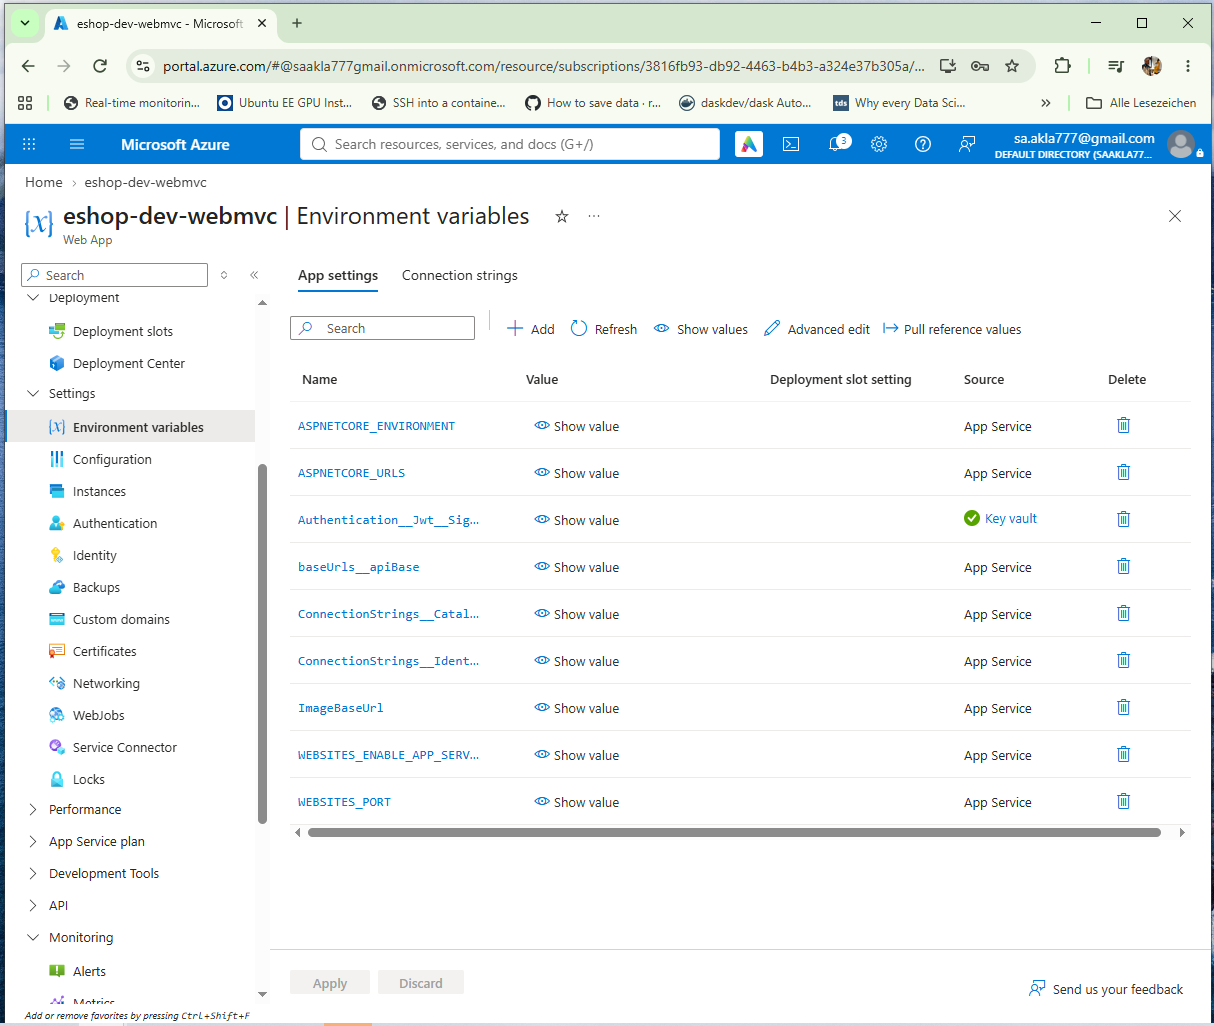 eshop-dev-webmvc - Microsoft
portal.azure.com/#@saakla777gmail.onmicrosoft.com/resource/subscriptions/3816fb93-db92-4463-b4b3-a324e37b305a/...
Real-time monitorin...
Ubuntu EE GPU Inst...
SSH into a containe...
How to save data · r...
daskdev/dask Auto...
tds
Why every Data Sci...
»
Alle Lesezeichen
Microsoft Azure
Search resources, services, and docs (G+/)
3
sa.akla777@gmail.com
DEFAULT DIRECTORY (SAAKLA77...
Home > eshop-dev-webmvc
eshop-dev-webmvc | Environment variables
Web App
Search
Deployment
Deployment slots
Deployment Center
Settings
Environment variables
Configuration
Instances
Authentication
Identity
Backups
Custom domains
Certificates
Networking
WebJobs
Service Connector
Locks
Performance
App Service plan
Development Tools
API
Monitoring
Alerts
Metrics
Add or remove favorites by pressing Ctrl+Shift+F
App settings
Connection strings
Search
Add
Refresh
Show values
Advanced edit
Pull reference values
Name Value Deployment slot setting Source Delete
ASPNETCORE_ENVIRONMENT Show value App Service
ASPNETCORE_URLS Show value App Service
Authentication__Jwt__Sig... Show value Key vault
baseUrls__apiBase Show value App Service
ConnectionStrings__Catal... Show value App Service
ConnectionStrings__Ident... Show value App Service
ImageBaseUrl Show value App Service
WEBSITES_ENABLE_APP_SERV... Show value App Service
WEBSITES_PORT Show value App Service
Apply
Discard
Send us your feedback